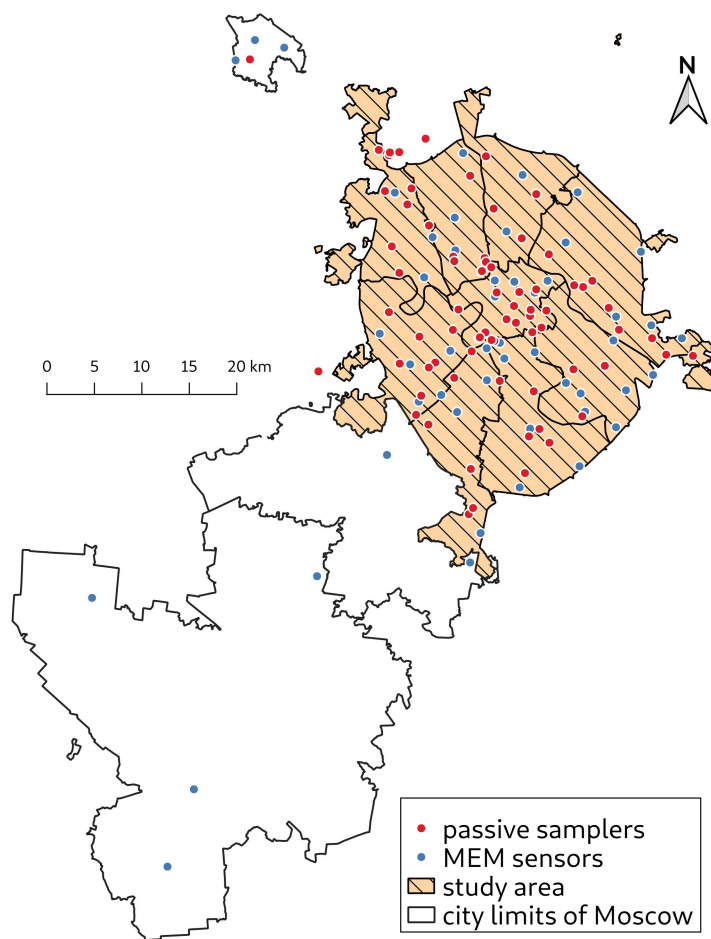 N
0 5 10 15 20 km
passive samplers
MEM sensors
study area
city limits of Moscow